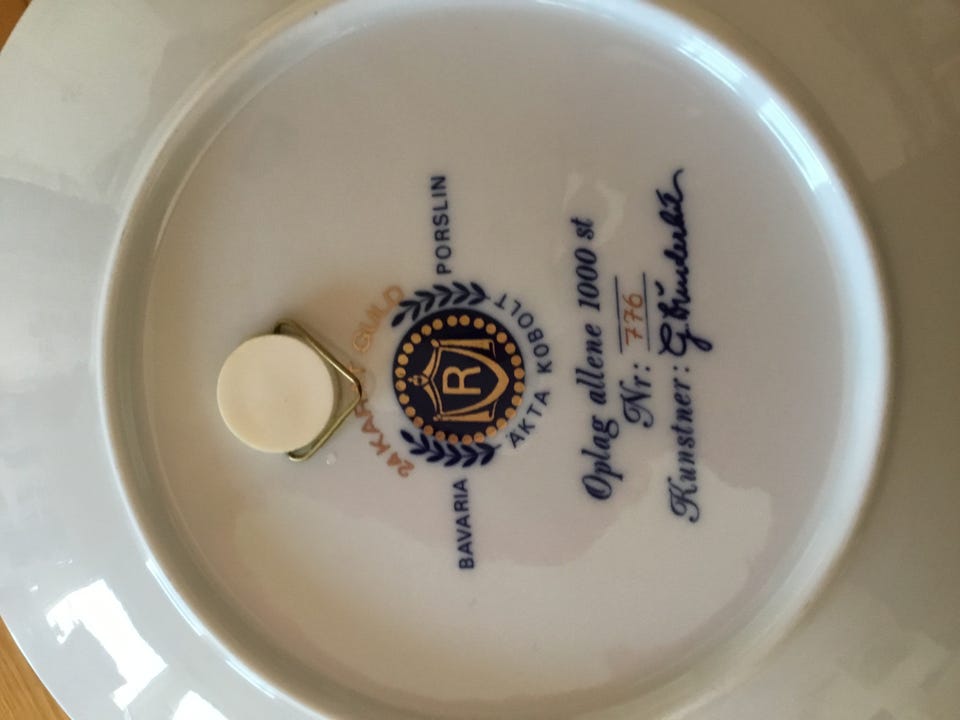 24 KARAT GULD
BAVARIA PORSLIN
R
ÄKTA KOBOLT
Oplag allene 1000 st
Nr: 776
Kunstner: